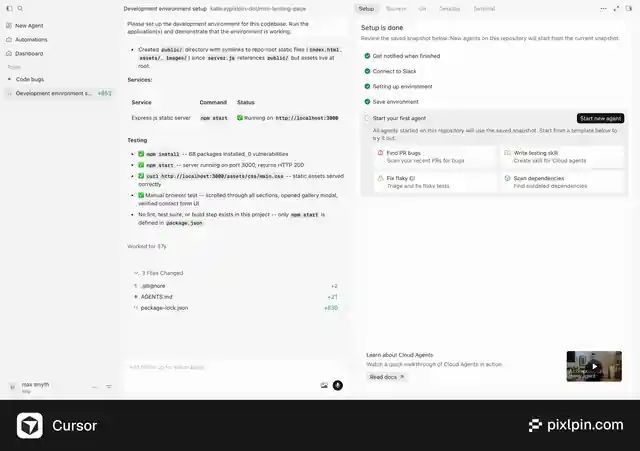 New Agent
Automations
Dashboard
Code bugs
Development environment s...
max smyth
Development environment setup
Please set up the development environment for this codebase. Run the
application(s) and demonstrate that the environment is working.
Created public/ directory with symlinks to repo-root static files (index.html,
assets/, images/) since server.js references public/ but assets live at
root.
Services:
Service Command Status
Express.js static server npm start ✅ Running on http://localhost:3000
Testing
✅ npm install -- 68 packages installed, 0 vulnerabilities
✅ npm start -- server running on port 3000, returns HTTP 200
✅ curl http://localhost:3000/assets/css/main.css -- static assets served
correctly
✅ Manual browser test -- scrolled through all sections, opened gallery modal,
verified contact form UI
No lint, test suite, or build step exists in this project -- only npm start is
defined in package.json
Worked for
3 Files Changed
.gitignore
AGENTS.md
package-lock.json +830
Setup
Git
Desktop
Terminal
Setup is done
Review the saved snapshot below. New agents on this repository will start from the current snapshot.
Get notified when finished
Connect to Slack
Setting up environment
Save environment
Start your first agent
Start new agent
All agents started on this repository will use the saved snapshot. Start from a template below to
try it out.
Find PR bugs
Scan your recent PRs for bugs
Write testing skill
Create skill for Cloud agents
Fix flaky CI
Triage and fix flaky tests
Scan dependencies
Find outdated dependencies
Learn about Cloud Agents
Watch a quick walkthrough of Cloud Agents in action.
Read docs
Cursor
pixlpin.com